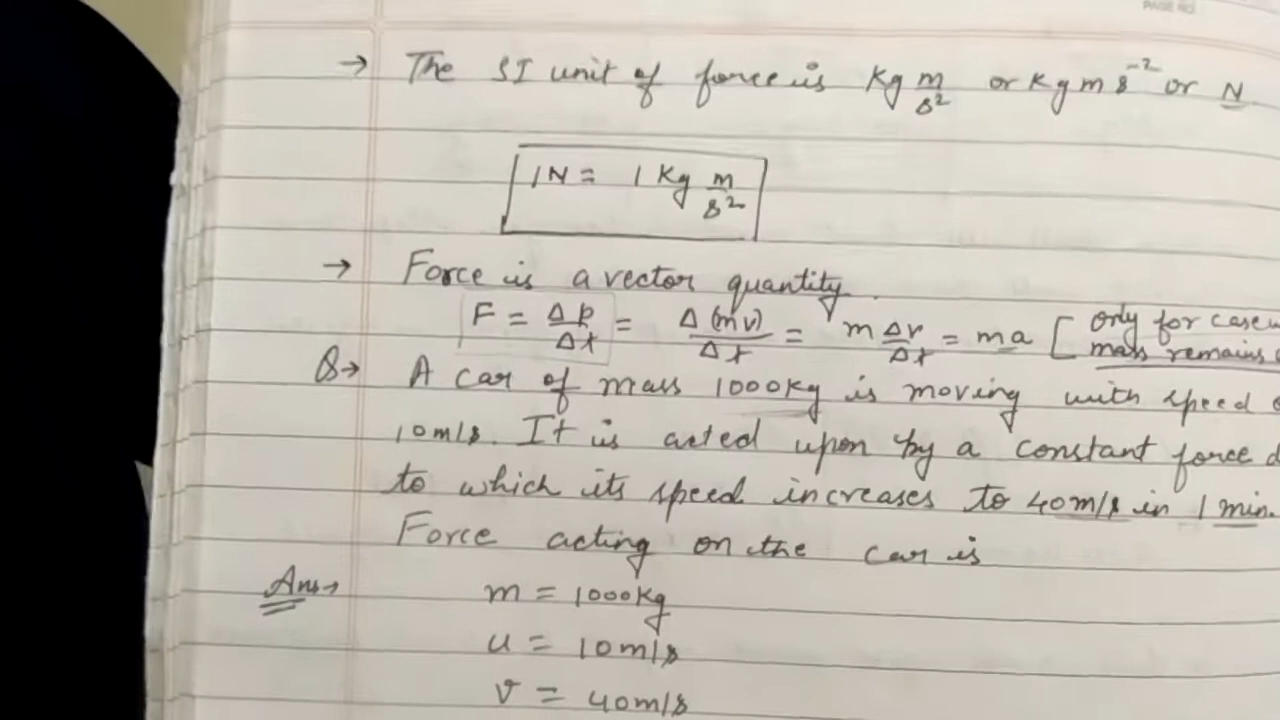 PAGE NO.
→ The SI unit of force is Kg m/s² or Kg m s⁻² or N
1N = 1 Kg m/s²
→ Force is a vector quantity.
F = Δp/Δt = Δ(mv)/Δt = m Δv/Δt = ma [only for case
mass remains
Q→ A car of mass 1000kg is moving with speed
10m/s. It is acted upon by a constant force
to which its speed increases to 40m/s in 1 min.
Force acting on the car is
Ans→ m = 1000kg
u = 10m/s
v = 40m/s